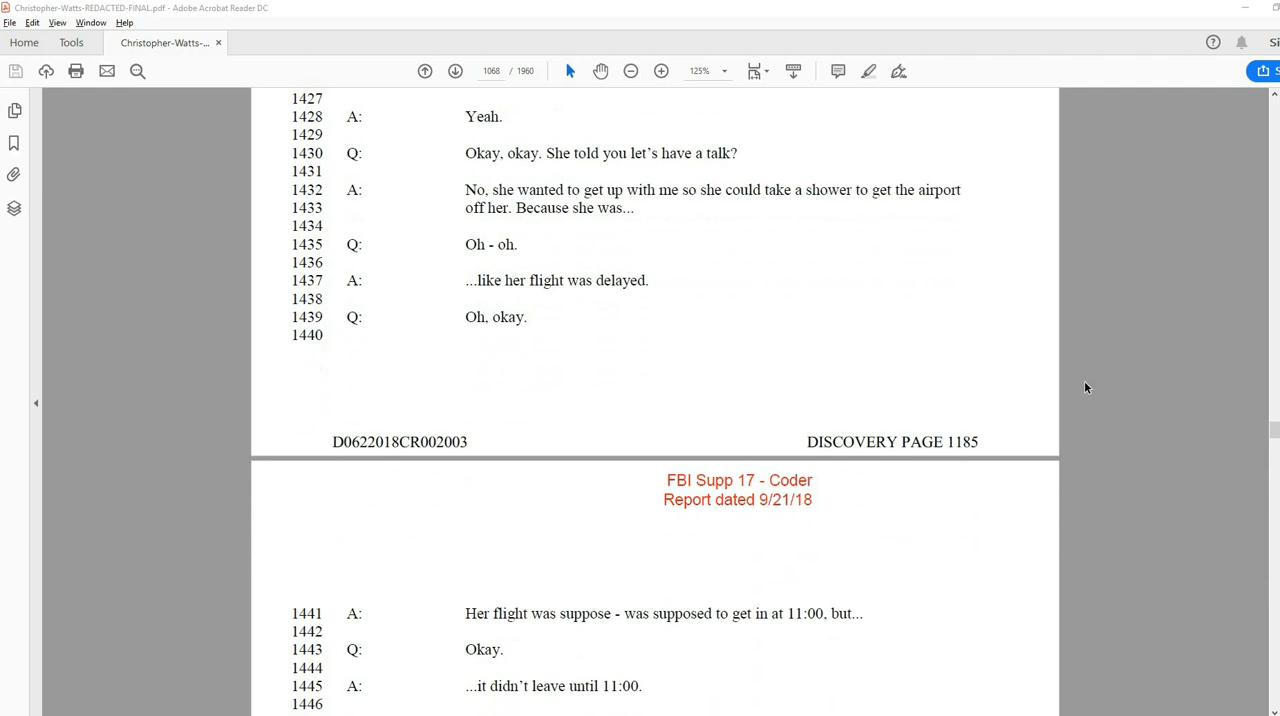 Christopher-Watts-REDACTED-FINAL.pdf - Adobe Acrobat Reader DC
File Edit View Window Help
Home Tools Christopher-Watts-... ×
1068 / 1960 125%
1427
1428 A: Yeah.
1429
1430 Q: Okay, okay. She told you let’s have a talk?
1431
1432 A: No, she wanted to get up with me so she could take a shower to get the airport
1433 off her. Because she was...
1434
1435 Q: Oh - oh.
1436
1437 A: ...like her flight was delayed.
1438
1439 Q: Oh, okay.
1440
D0622018CR002003 DISCOVERY PAGE 1185
FBI Supp 17 - Coder
Report dated 9/21/18
1441 A: Her flight was suppose - was supposed to get in at 11:00, but...
1442
1443 Q: Okay.
1444
1445 A: ...it didn’t leave until 11:00.
1446